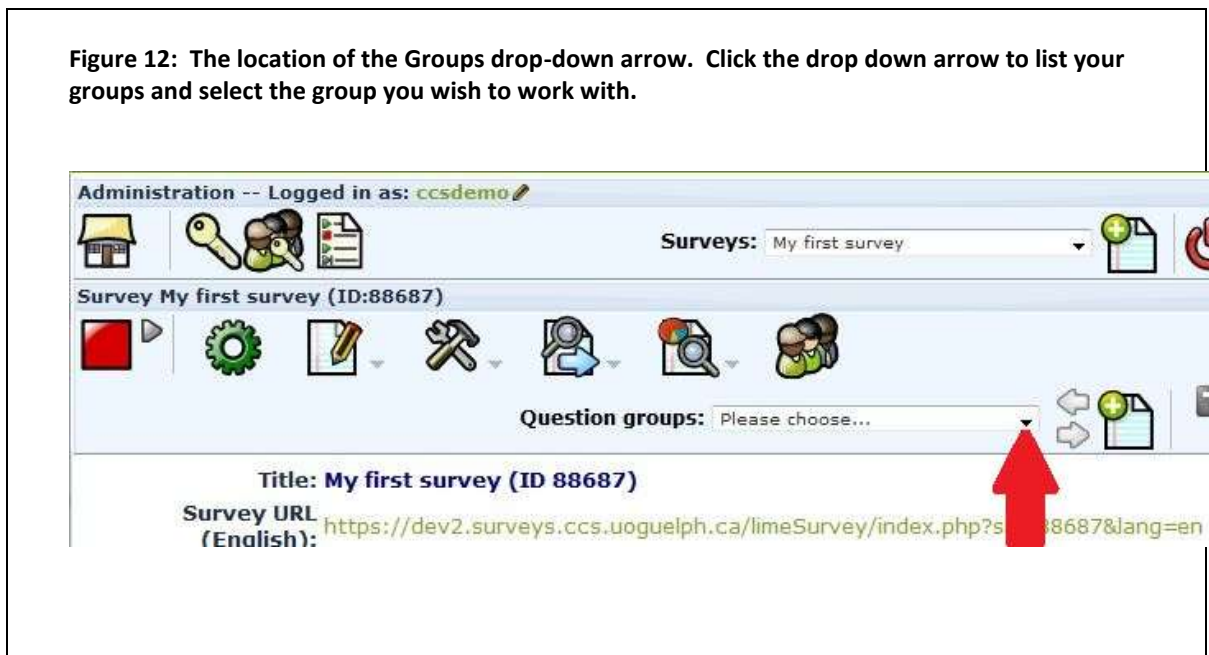 Figure 12:  The location of the Groups drop-down arrow.  Click the drop down arrow to list your
groups and select the group you wish to work with.
Administration -- Logged in as: ccsdemo
Surveys: My first survey
Survey My first survey (ID:88687)
Question groups: Please choose...
Title: My first survey (ID 88687)
Survey URL
(English): https://dev2.surveys.ccs.uoguelph.ca/limeSurvey/index.php?s 88687&lang=en